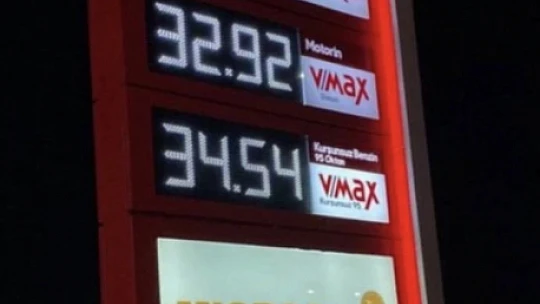 32.92
Motorin
V/MAX
34.54
Kurşunsuz Benzin
95 Oktan
V/MAX
Kurşunsuz 95